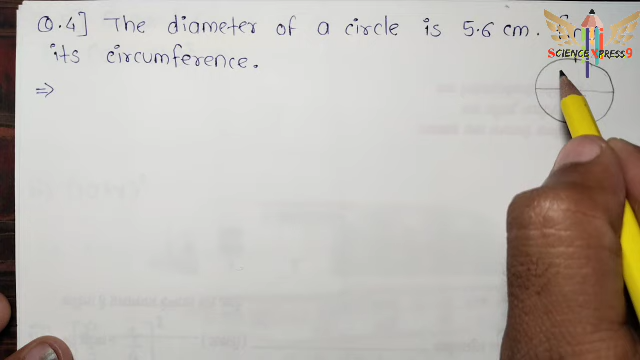 Q.4] The diameter of a circle is 5.6 cm.
its circumference.
⇒
SCIENCE XPRESS9